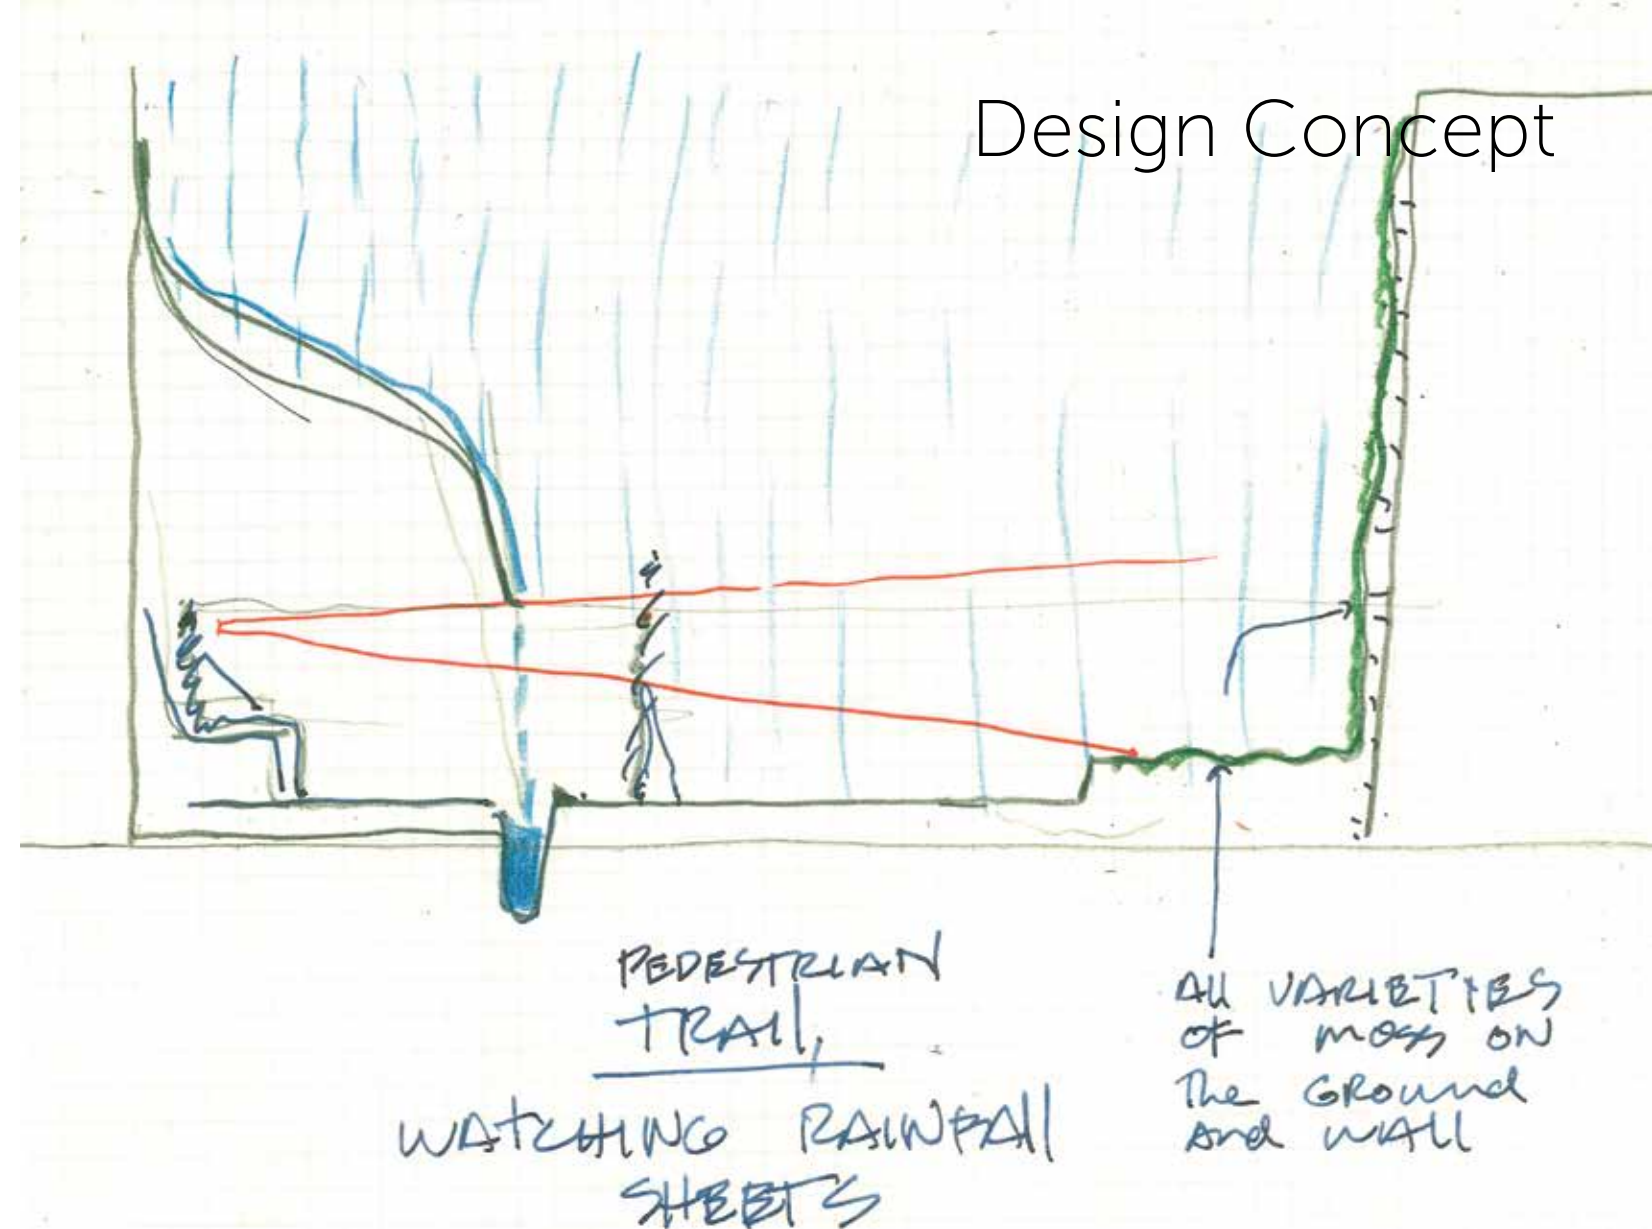 Design Concept
PEDESTRIAN
TRAIL,
WATCHING RAINFALL
SHEETS
All VARIETIES
OF MOSS ON
The GROUND
And WALL